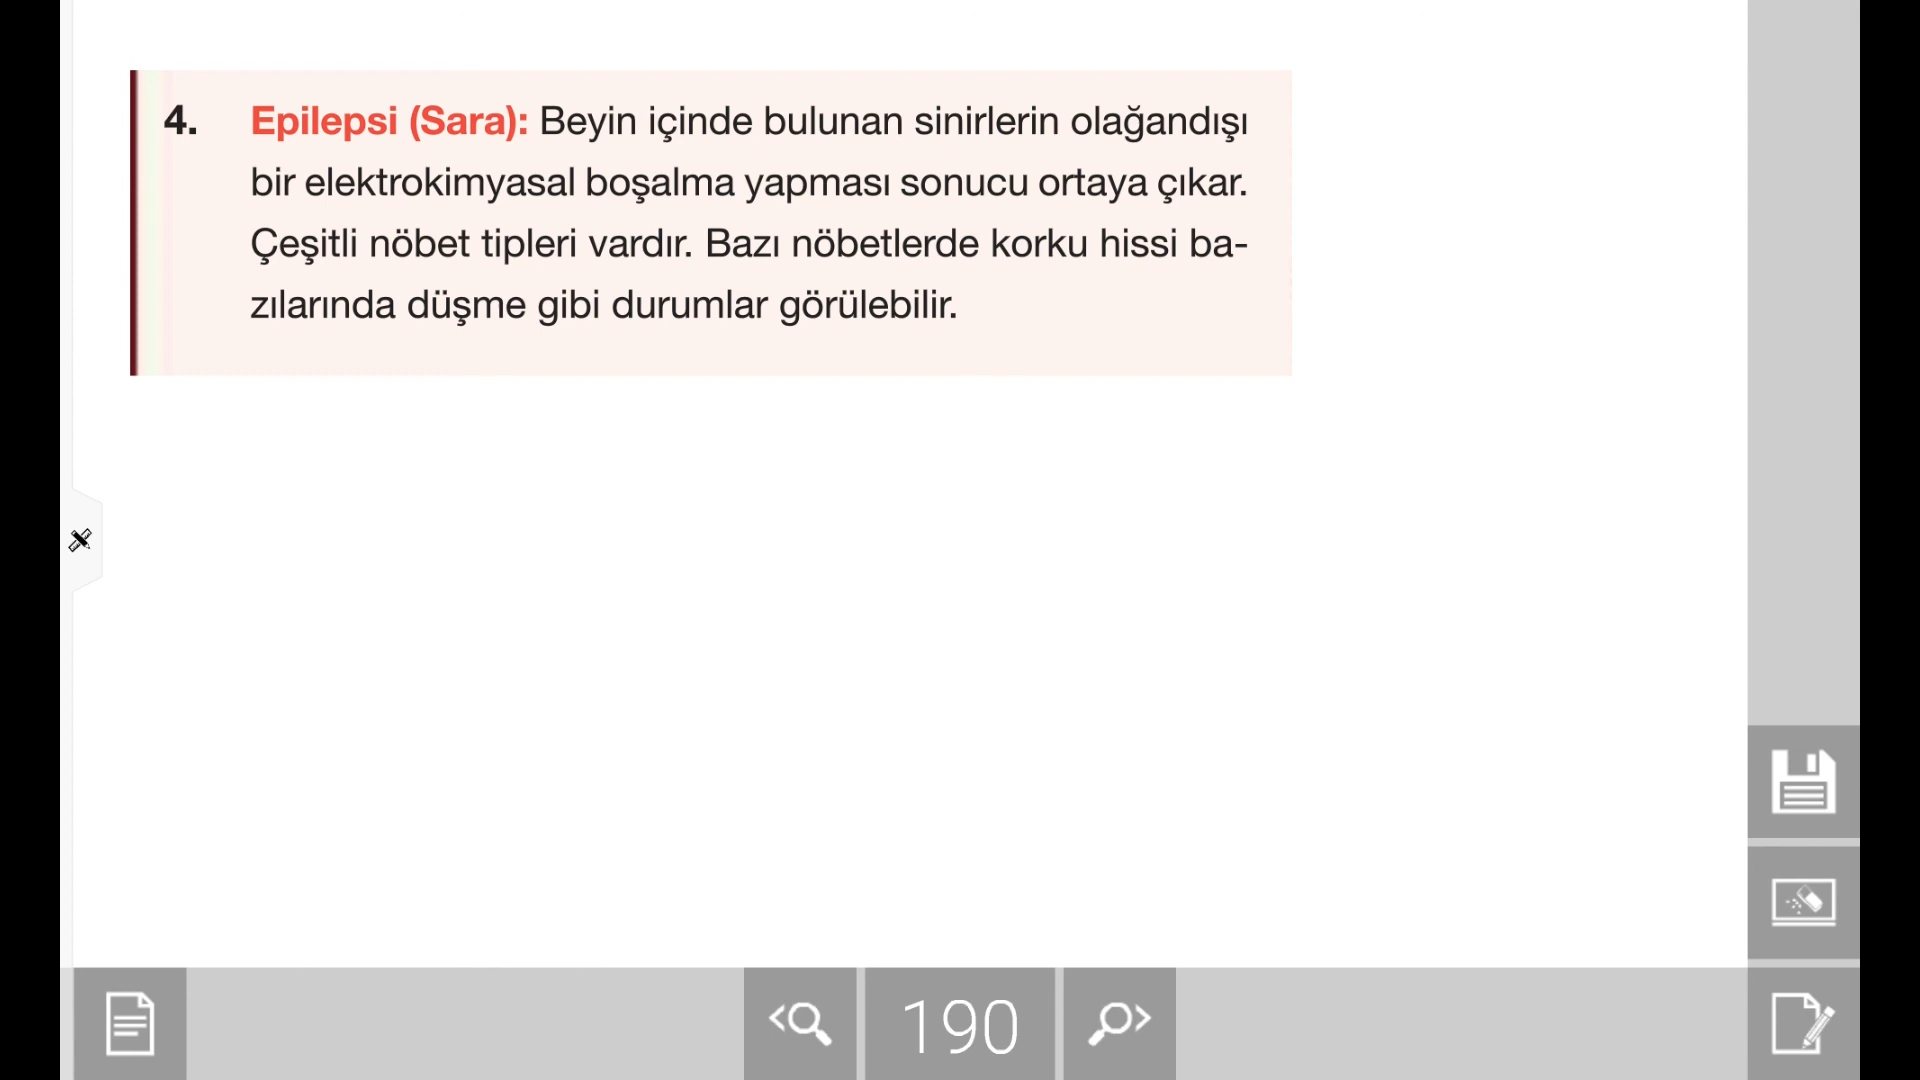 4. Epilepsi (Sara): Beyin içinde bulunan sinirlerin olağandışı
bir elektrokimyasal boşalma yapması sonucu ortaya çıkar.
Çeşitli nöbet tipleri vardır. Bazı nöbetlerde korku hissi ba-
zılarında düşme gibi durumlar görülebilir.
190